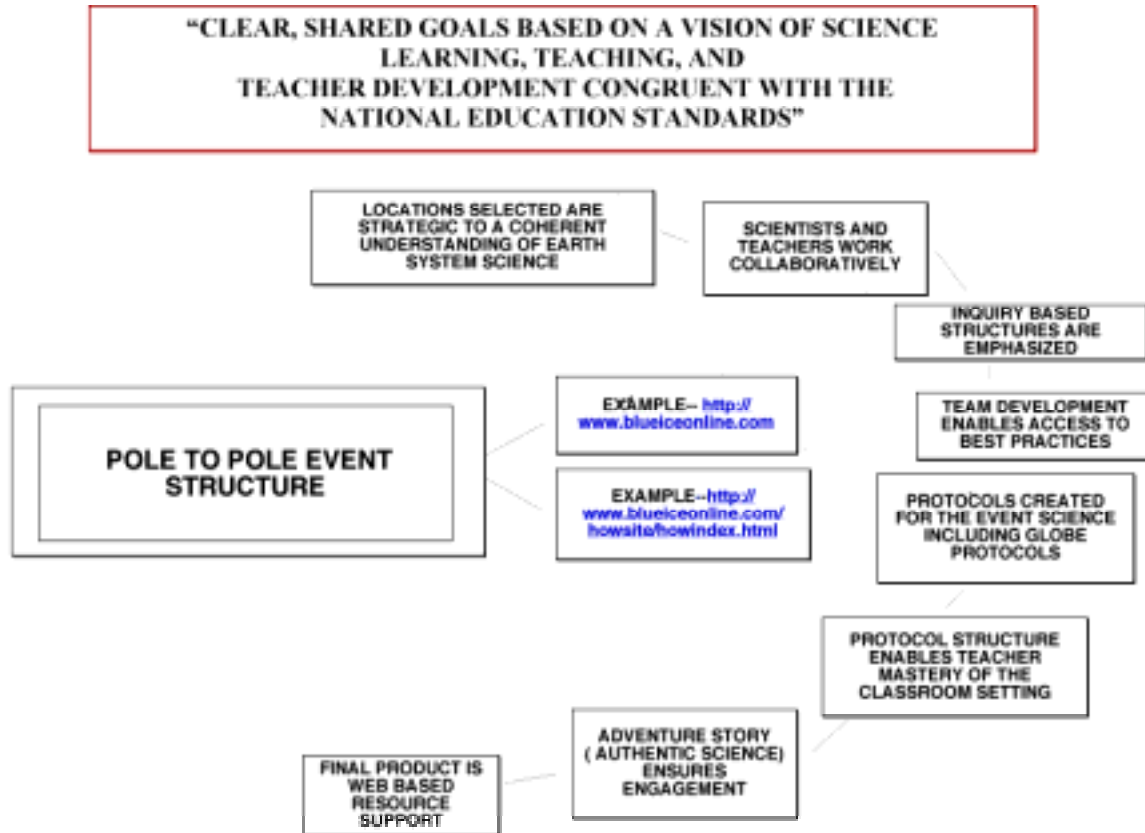 “CLEAR, SHARED GOALS BASED ON A VISION OF SCIENCE
LEARNING, TEACHING, AND
TEACHER DEVELOPMENT CONGRUENT WITH THE
NATIONAL EDUCATION STANDARDS”
LOCATIONS SELECTED ARE
STRATEGIC TO A COHERENT
UNDERSTANDING OF EARTH
SYSTEM SCIENCE
SCIENTISTS AND
TEACHERS WORK
COLLABORATIVELY
INQUIRY BASED
STRUCTURES ARE
EMPHASIZED
POLE TO POLE EVENT
STRUCTURE
EXAMPLE-- http://
www.blueiceonline.com
EXAMPLE--http://
www.blueiceonline.com/
howsite/howindex.html
TEAM DEVELOPMENT
ENABLES ACCESS TO
BEST PRACTICES
PROTOCOLS CREATED
FOR THE EVENT SCIENCE
INCLUDING GLOBE
PROTOCOLS
PROTOCOL STRUCTURE
ENABLES TEACHER
MASTERY OF THE
CLASSROOM SETTING
ADVENTURE STORY
( AUTHENTIC SCIENCE)
ENSURES
ENGAGEMENT
FINAL PRODUCT IS
WEB BASED
RESOURCE
SUPPORT